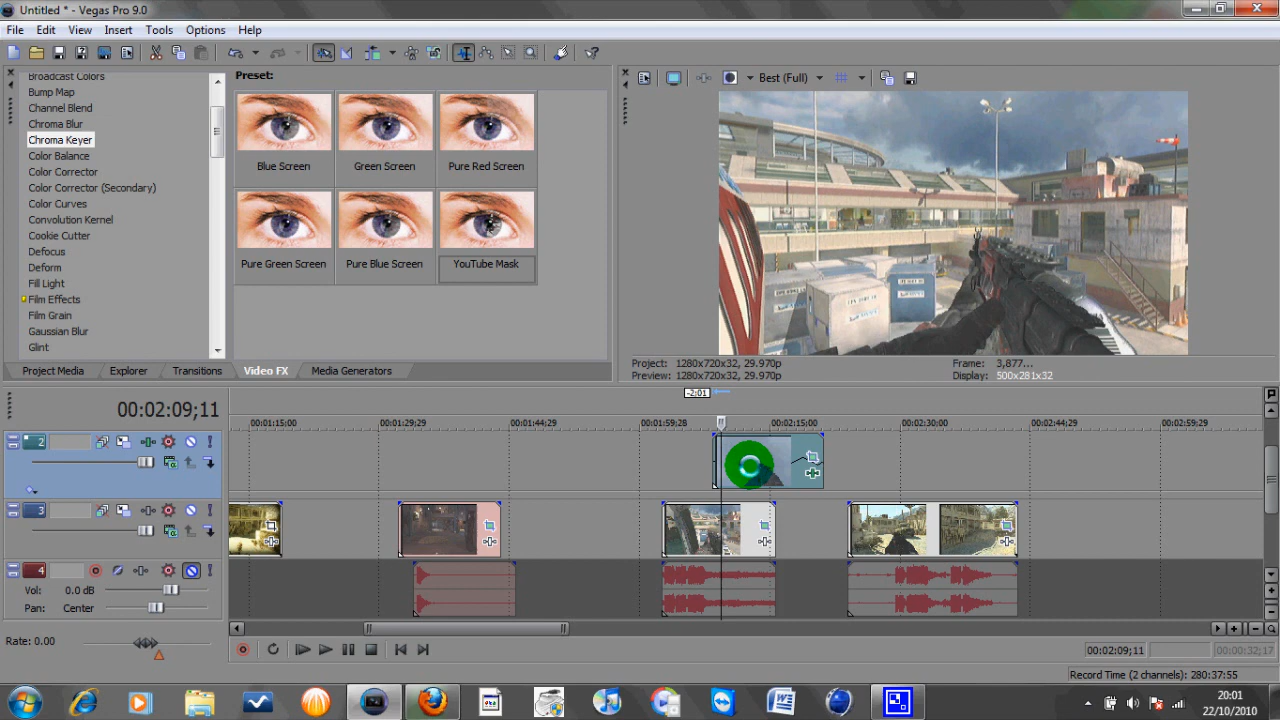 Untitled * - Vegas Pro 9.0
File Edit View Insert Tools Options Help
Broadcast Colors
Bump Map
Channel Blend
Chroma Blur
Chroma Keyer
Color Balance
Color Corrector
Color Corrector (Secondary)
Color Curves
Convolution Kernel
Cookie Cutter
Defocus
Deform
Fill Light
Film Effects
Film Grain
Gaussian Blur
Glint
Preset:
Blue Screen Green Screen Pure Red Screen
Pure Green Screen Pure Blue Screen YouTube Mask
Project Media Explorer Transitions Video FX Media Generators
Best (Full)
Project: 1280x720x32, 29.970p Frame: 3,877...
Preview: 1280x720x32, 29.970p Display: 500x281x32
-2:01
00:02:09;11
00:01:15:00 00:01:29;29 00:01:44;29 00:01:59;28 00:02:15:00 00:02:30;00 00:02:44;29 00:02:59;29
2
3
4
Vol: 0.0 dB
Pan: Center
Rate: 0.00
00:02:09;11 00:00:32;17
Record Time (2 channels): 280:37:55
20:01
22/10/2010